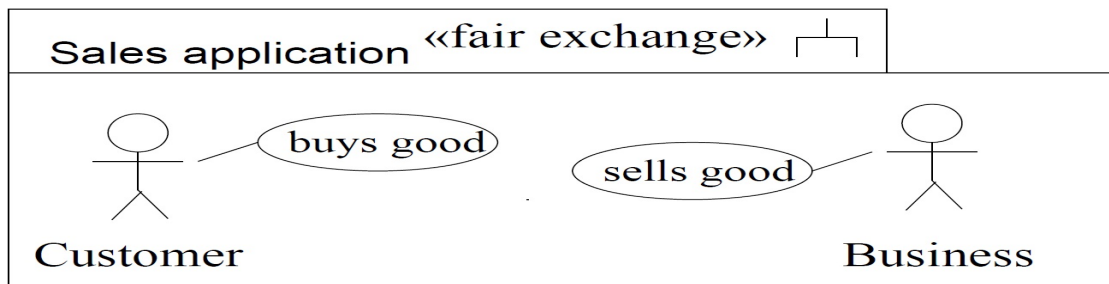 Sales application «fair exchange»
buys good
sells good
Customer
Business